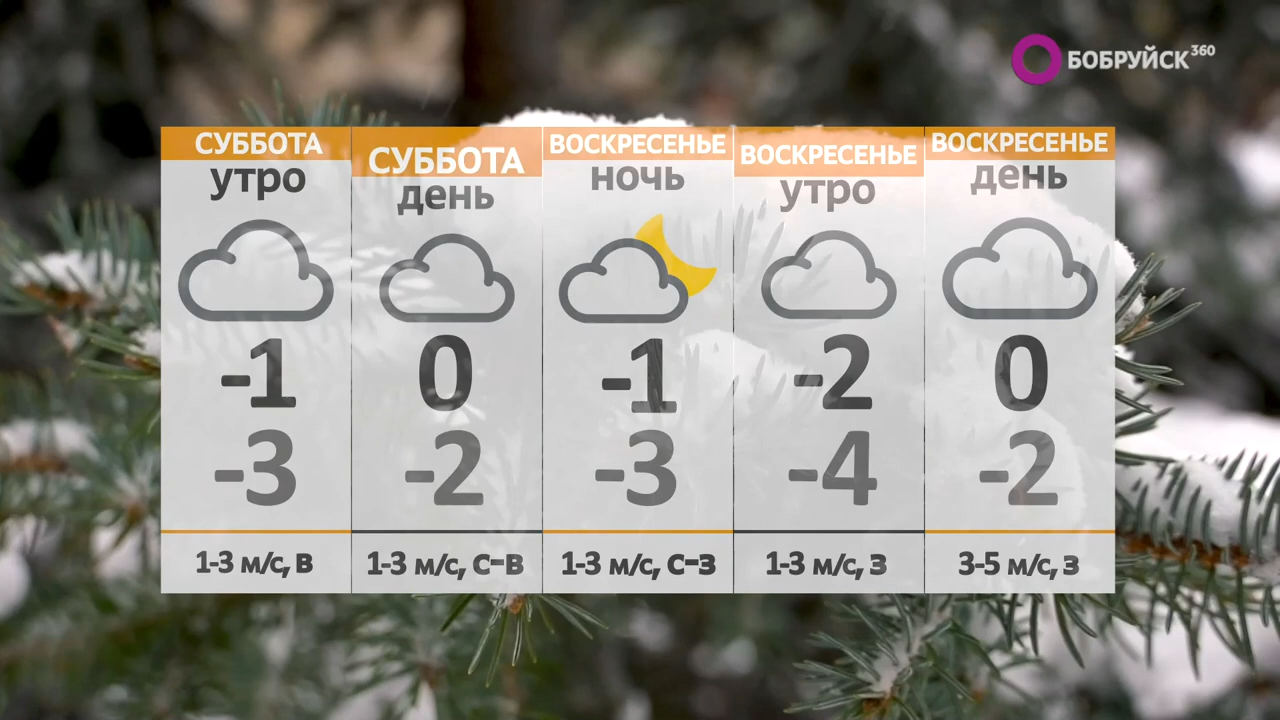 БОБРУЙСК360
СУББОТА
утро
-1
-3
1-3 м/с, В
СУББОТА
день
0
-2
1-3 м/с, С-В
ВОСКРЕСЕНЬЕ
ночь
-1
-3
1-3 м/с, С-З
ВОСКРЕСЕНЬЕ
утро
-2
-4
1-3 м/с, З
ВОСКРЕСЕНЬЕ
день
0
-2
3-5 м/с, З